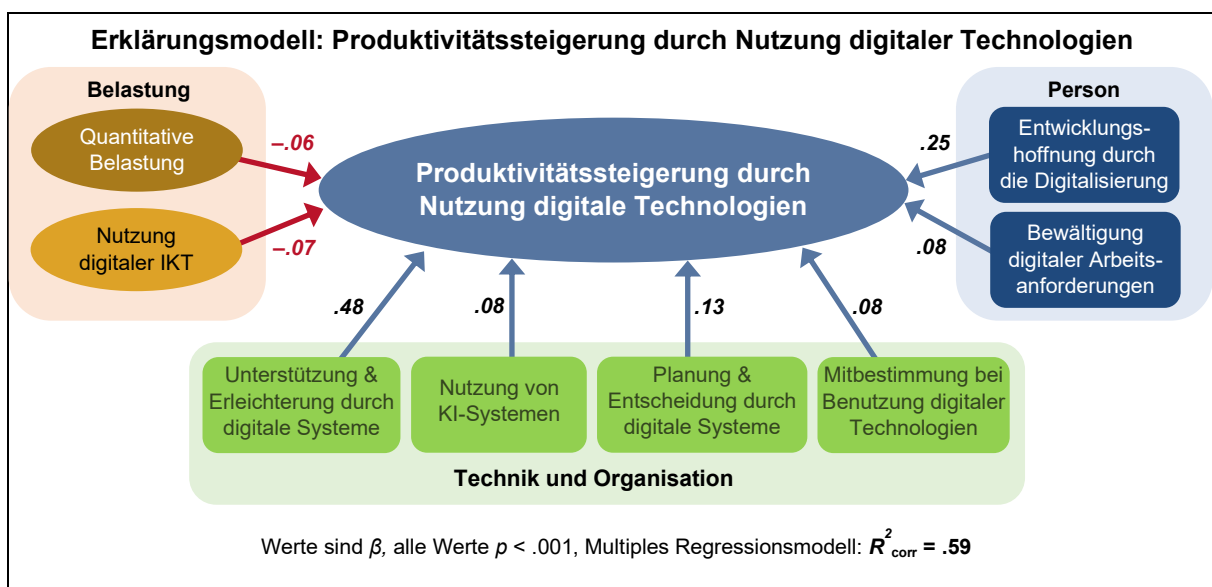 Erklärungsmodell: Produktivitätssteigerung durch Nutzung digitaler Technologien
Belastung
Quantitative
Belastung
–.06
Nutzung
digitaler IKT
–.07
Produktivitätssteigerung durch
Nutzung digitale Technologien
Person
.25
Entwicklungs-
hoffnung durch
die Digitalisierung
.08
Bewältigung
digitaler Arbeits-
anforderungen
.48
.08
.13
.08
Unterstützung &
Erleichterung durch
digitale Systeme
Nutzung von
KI-Systemen
Planung &
Entscheidung durch
digitale Systeme
Mitbestimmung bei
Benutzung digitaler
Technologien
Technik und Organisation
Werte sind β, alle Werte p < .001, Multiples Regressionsmodell: R²corr = .59